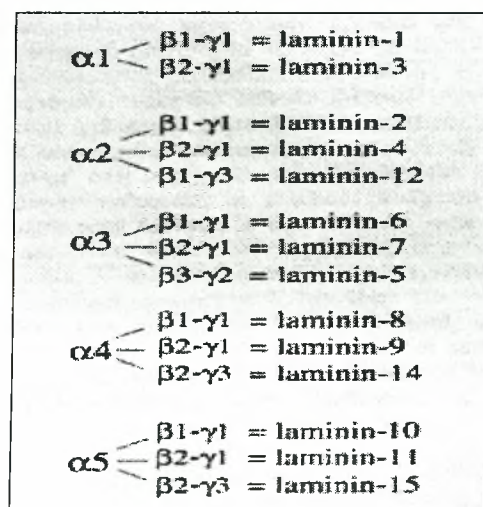 β1-γ1 = laminin-1
α1
β2-γ1 = laminin-3
β1-γ1 = laminin-2
α2 β2-γ1 = laminin-4
β1-γ3 = laminin-12
β1-γ1 = laminin-6
α3 β2-γ1 = laminin-7
β3-γ2 = laminin-5
β1-γ1 = laminin-8
α4 β2-γ1 = laminin-9
β2-γ3 = laminin-14
β1-γ1 = laminin-10
α5 β2-γ1 = laminin-11
β2-γ3 = laminin-15